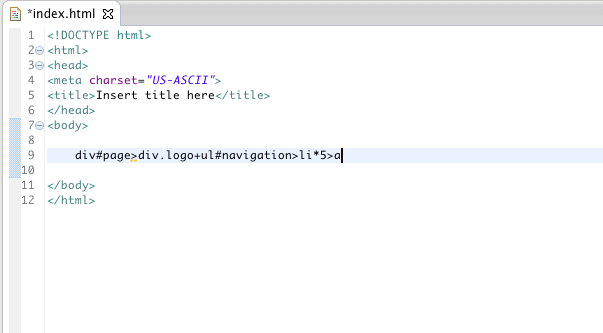 *index.html
1 <!DOCTYPE html>
2 <html>
3 <head>
4 <meta charset="US-ASCII">
5 <title>Insert title here</title>
6 </head>
7 <body>
8
9 div#page>div.logo+ul#navigation>li*5>a
10
11 </body>
12 </html>